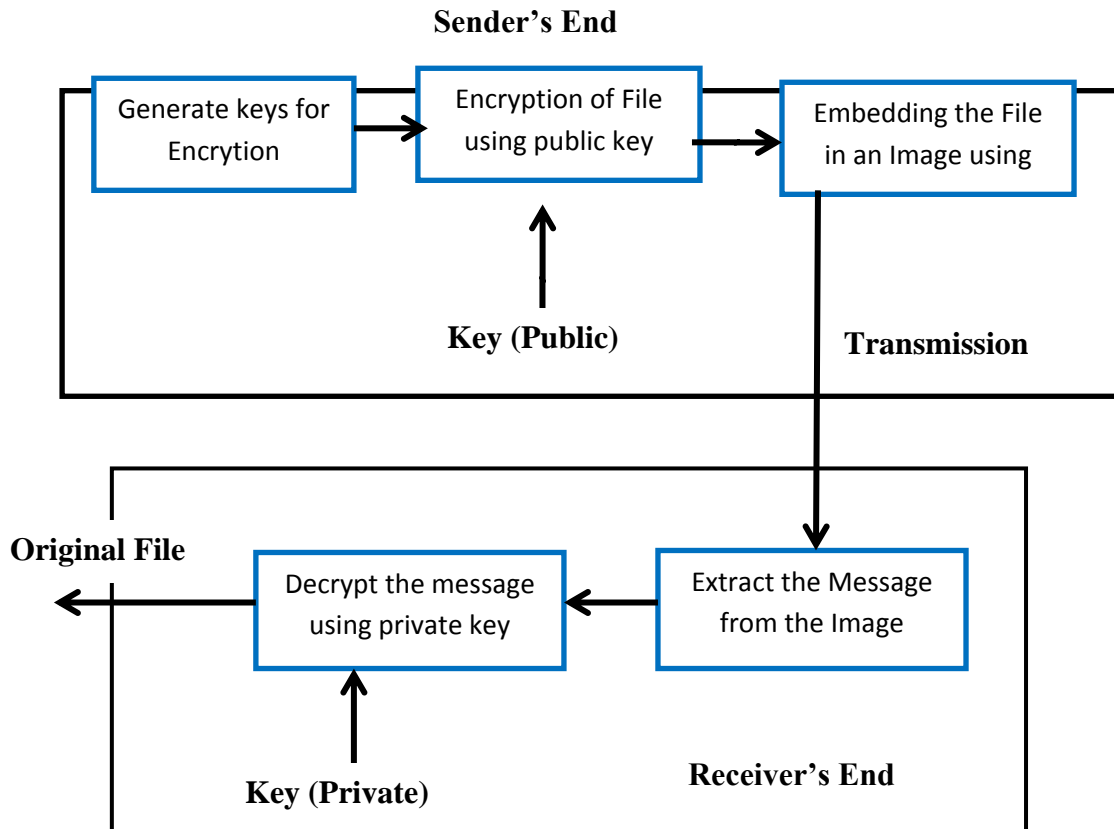 Sender’s End
Generate keys for
Encrytion
Encryption of File
using public key
Embedding the File
in an Image using
Key (Public)
Transmission
Original File
Decrypt the message
using private key
Extract the Message
from the Image
Key (Private)
Receiver’s End